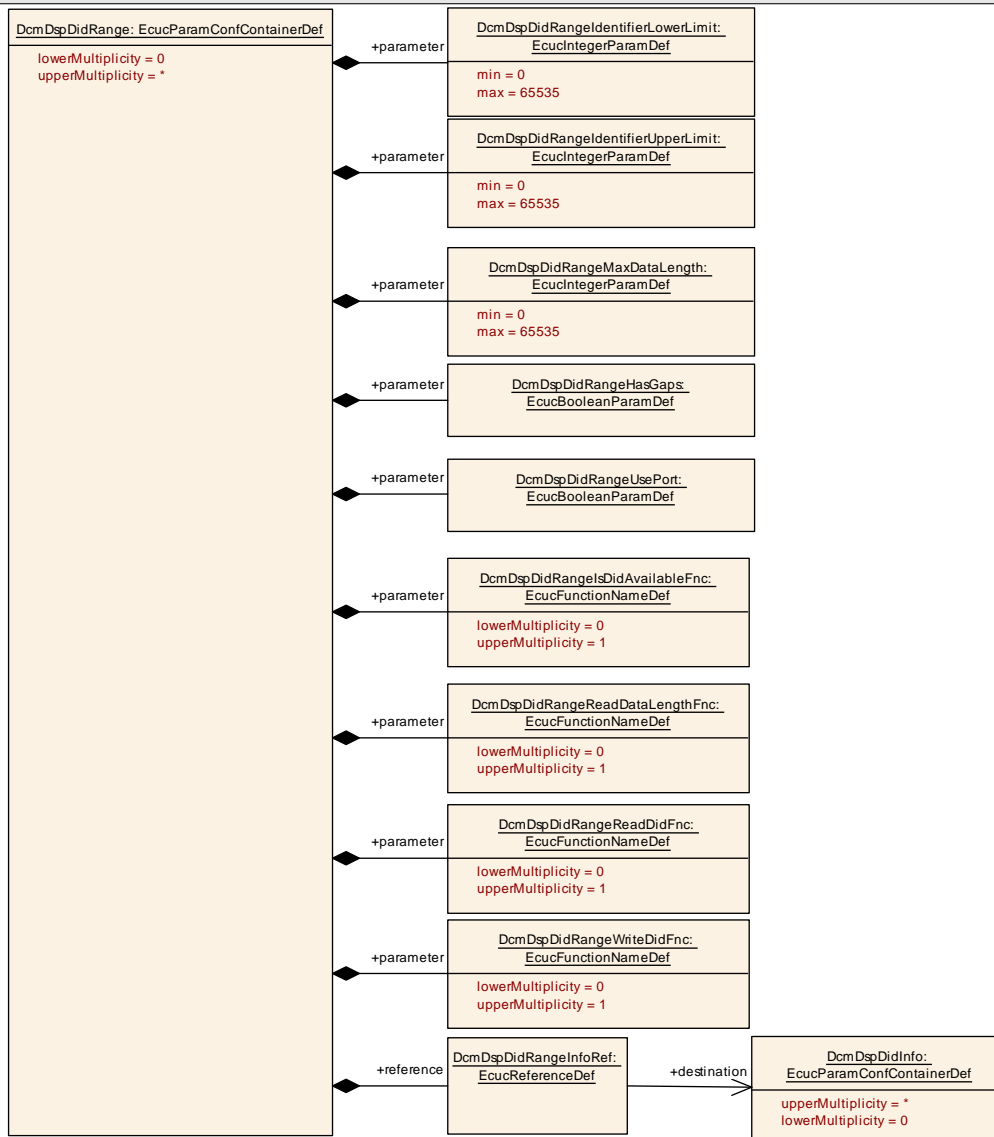 DcmDspDidRange: EcucParamConfContainerDef
lowerMultiplicity = 0
upperMultiplicity = *
+parameter
DcmDspDidRangeIdentifierLowerLimit:
EcucIntegerParamDef
min = 0
max = 65535
+parameter
DcmDspDidRangeIdentifierUpperLimit:
EcucIntegerParamDef
min = 0
max = 65535
+parameter
DcmDspDidRangeMaxDataLength:
EcucIntegerParamDef
min = 0
max = 65535
+parameter
DcmDspDidRangeHasGaps:
EcucBooleanParamDef
+parameter
DcmDspDidRangeUsePort:
EcucBooleanParamDef
+parameter
DcmDspDidRangeIsDidAvailableFnc:
EcucFunctionNameDef
lowerMultiplicity = 0
upperMultiplicity = 1
+parameter
DcmDspDidRangeReadDataLengthFnc:
EcucFunctionNameDef
lowerMultiplicity = 0
upperMultiplicity = 1
+parameter
DcmDspDidRangeReadDidFnc:
EcucFunctionNameDef
lowerMultiplicity = 0
upperMultiplicity = 1
+parameter
DcmDspDidRangeWriteDidFnc:
EcucFunctionNameDef
lowerMultiplicity = 0
upperMultiplicity = 1
+reference
DcmDspDidRangeInfoRef:
EcucReferenceDef
+destination
DcmDspDidInfo:
EcucParamConfContainerDef
upperMultiplicity = *
lowerMultiplicity = 0